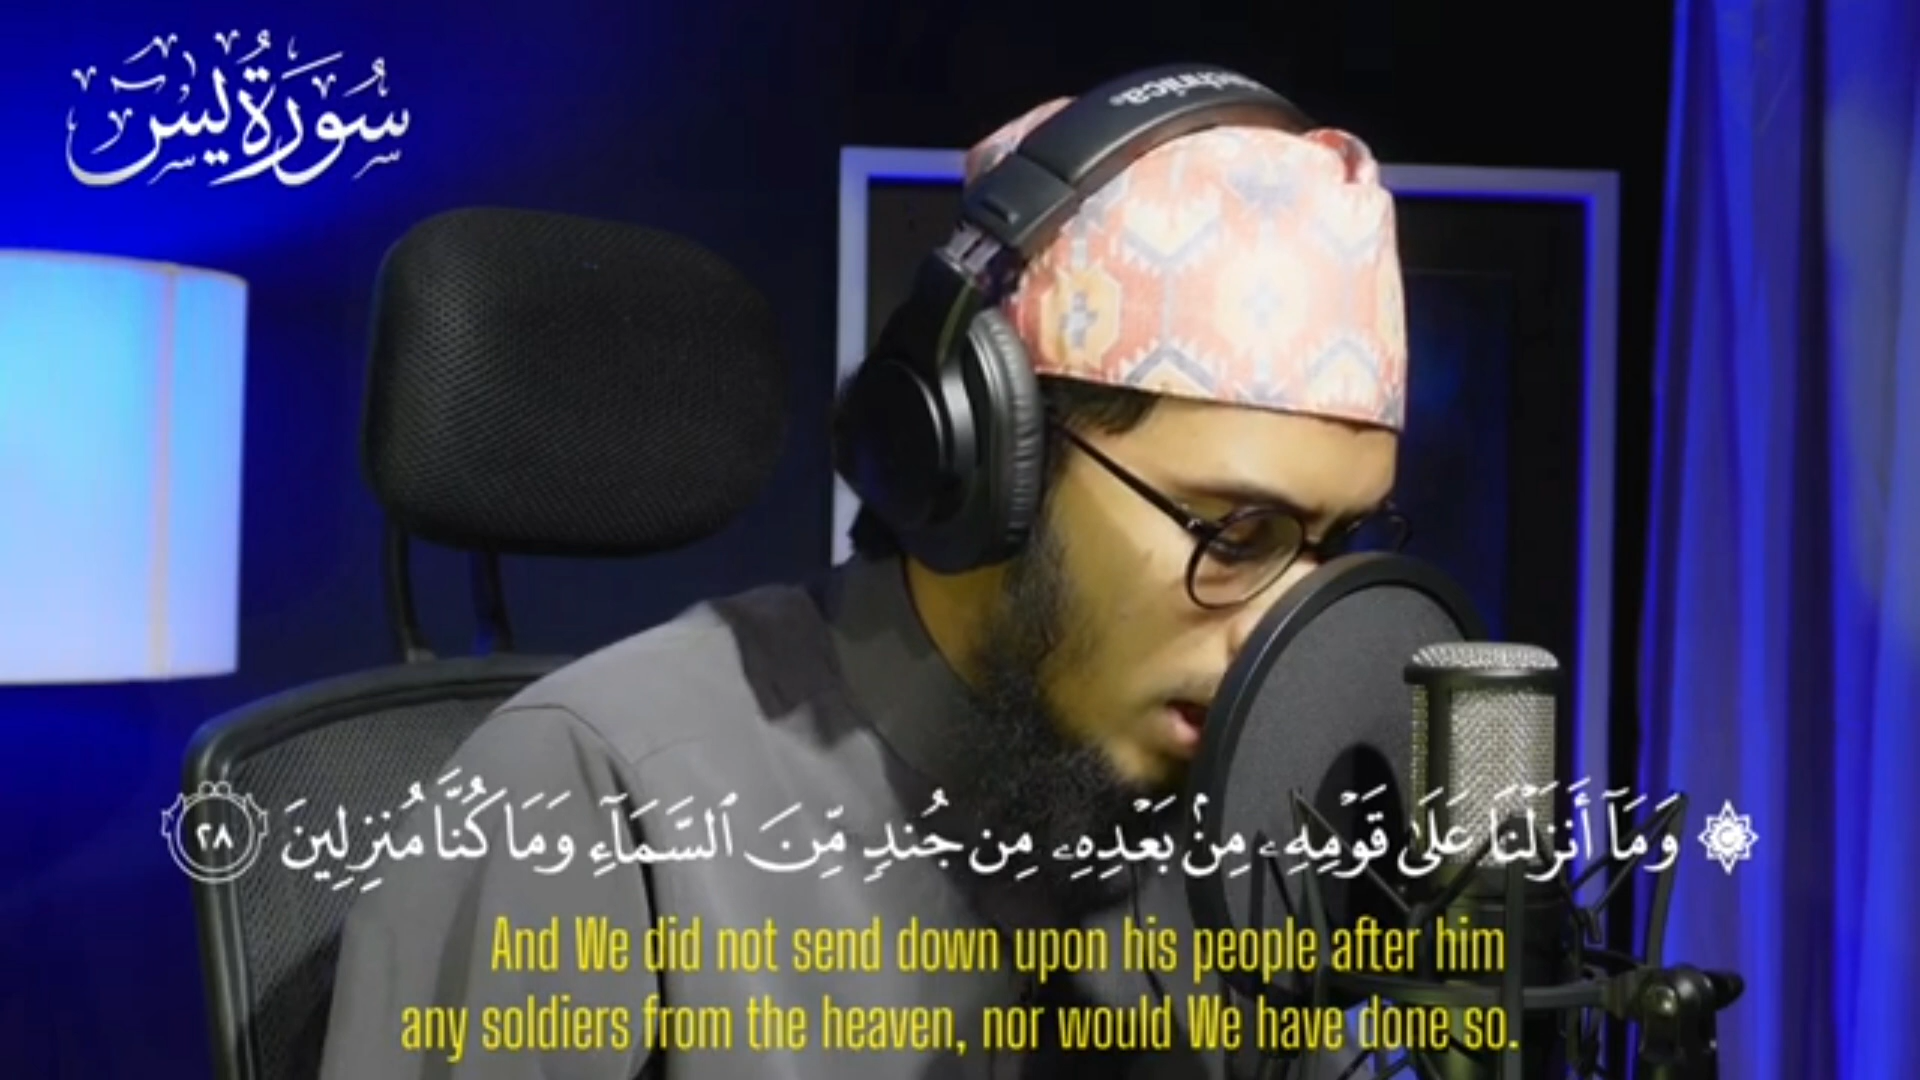 سُورَةُ يسٓ
وَمَآ أَنزَلْنَا عَلَىٰ قَوْمِهِۦ مِنۢ بَعْدِهِۦ مِن جُندٍ مِّنَ ٱلسَّمَآءِ وَمَا كُنَّا مُنزِلِينَ ٢٨
And We did not send down upon his people after him
any soldiers from the heaven, nor would We have done so.